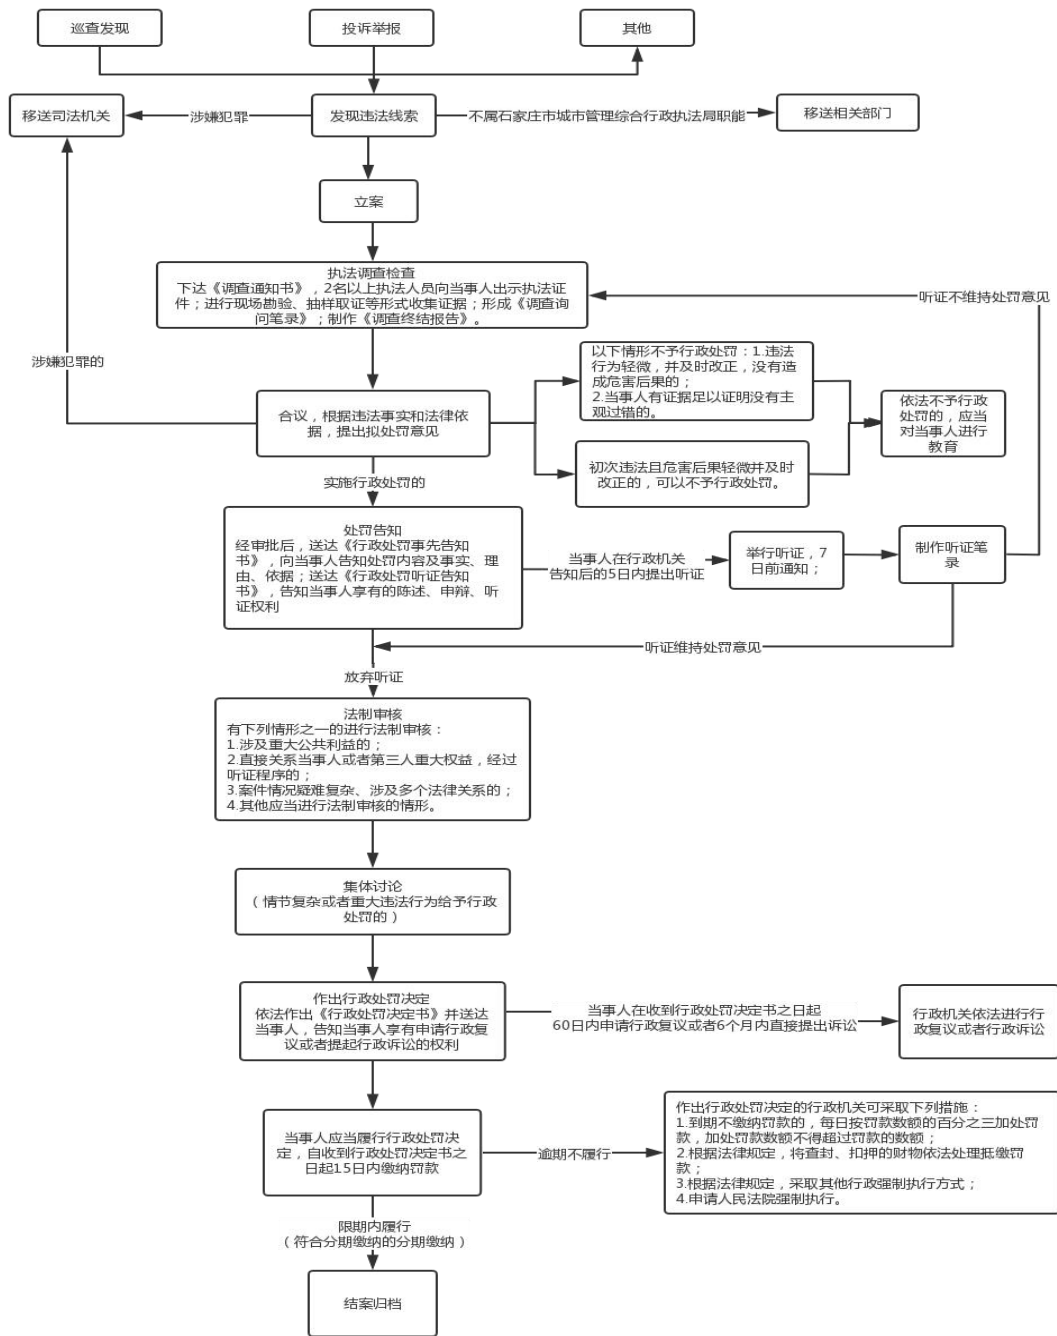 巡查发现
投诉举报
其他
移送司法机关
涉嫌犯罪
发现违法线索
不属石家庄市城市管理综合行政执法局职能
移送相关部门
立案
执法调查检查
下达《调查通知书》，2名以上执法人员向当事人出示执法证
件；进行现场勘验、抽样取证等形式收集证据；形成《调查询
问笔录》；制作《调查终结报告》。
听证不维持处罚意见
涉嫌犯罪的
合议，根据违法事实和法律依
据，提出拟处罚意见
以下情形不予行政处罚：1.违法
行为轻微，并及时改正，没有造
成危害后果的；
2.当事人有证据足以证明没有主
观过错的。
依法不予行政
处罚的，应当
对当事人进行
教育
初次违法且危害后果轻微并及时
改正的，可以不予行政处罚。
实施行政处罚的
处罚告知
经审批后，送达《行政处罚事先告知
书》，向当事人告知处罚内容及事实、理
由、依据；送达《行政处罚听证告知
书》，告知当事人享有的陈述、申辩、听
证权利
当事人在行政机关
告知后的5日内提出听证
举行听证，7
日前通知；
制作听证笔
录
听证维持处罚意见
放弃听证
法制审核
有下列情形之一的进行法制审核：
1.涉及重大公共利益的；
2.直接关系当事人或者第三人重大权益，经过
听证程序的；
3.案件情况疑难复杂、涉及多个法律关系的；
4.其他应当进行法制审核的情形。
集体讨论
（情节复杂或者重大违法行为给予行政
处罚的）
作出行政处罚决定
依法作出《行政处罚决定书》并送达
当事人，告知当事人享有申请行政复
议或者提起行政诉讼的权利
当事人在收到行政处罚决定书之日起
60日内申请行政复议或者6个月内直接提出诉讼
行政机关依法进行行
政复议或者行政诉讼
当事人应当履行行政处罚决
定，自收到行政处罚决定书之
日起15日内缴纳罚款
逾期不履行
作出行政处罚决定的行政机关可采取下列措施：
1.到期不缴纳罚款的，每日按罚款数额的百分之三加处罚
款，加处罚款数额不得超过罚款的数额；
2.根据法律规定，将查封、扣押的财物依法处理抵缴罚
款；
3.根据法律规定，采取其他行政强制执行方式；
4.申请人民法院强制执行。
限期内履行
（符合分期缴纳的分期缴纳）
结案归档